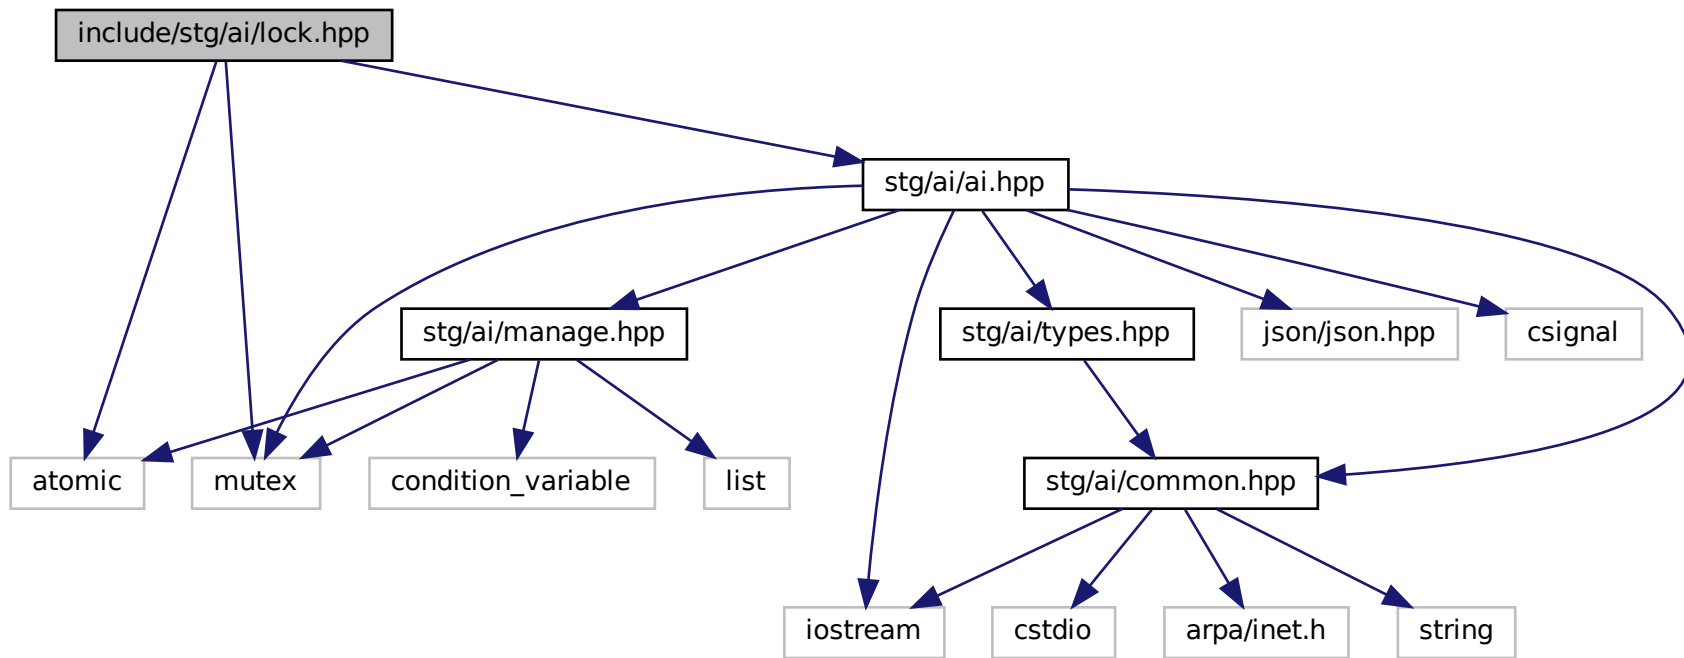 include/stg/ai/lock.hpp
stg/ai/ai.hpp
stg/ai/manage.hpp
stg/ai/types.hpp
json/json.hpp
csignal
atomic
mutex
condition_variable
list
stg/ai/common.hpp
iostream
cstdio
arpa/inet.h
string